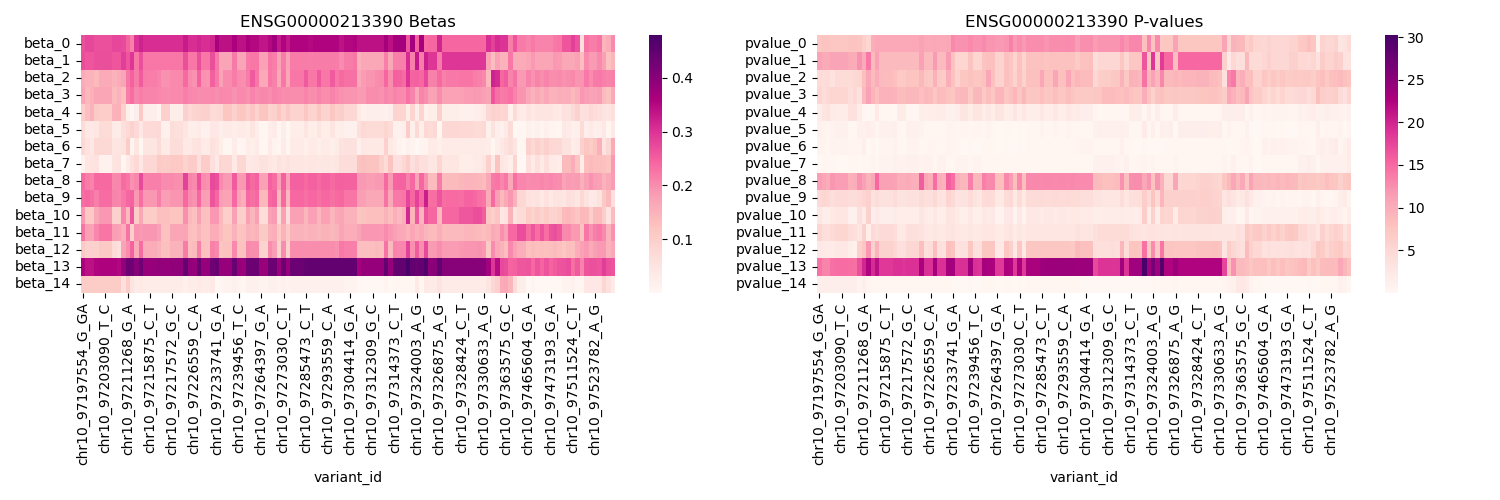 ENSG00000213390 Betas
beta_0
beta_1
beta_2
beta_3
beta_4
beta_5
beta_6
beta_7
beta_8
beta_9
beta_10
beta_11
beta_12
beta_13
beta_14
0.4
0.3
0.2
0.1
chr10_97197554_G_GA
chr10_97203090_T_C
chr10_97211268_G_A
chr10_97215875_C_T
chr10_97217572_G_C
chr10_97226559_C_A
chr10_97233741_G_A
chr10_97239456_T_C
chr10_97264397_G_A
chr10_97273030_C_T
chr10_97285473_C_T
chr10_97293559_C_A
chr10_97304414_G_A
chr10_97312309_G_C
chr10_97314373_C_T
chr10_97324003_A_G
chr10_97326875_A_G
chr10_97328424_C_T
chr10_97330633_A_G
chr10_97363575_G_C
chr10_97465604_G_A
chr10_97473193_G_A
chr10_97511524_C_T
chr10_97523782_A_G
variant_id
ENSG00000213390 P-values
pvalue_0
pvalue_1
pvalue_2
pvalue_3
pvalue_4
pvalue_5
pvalue_6
pvalue_7
pvalue_8
pvalue_9
pvalue_10
pvalue_11
pvalue_12
pvalue_13
pvalue_14
30
25
20
15
10
5
chr10_97197554_G_GA
chr10_97203090_T_C
chr10_97211268_G_A
chr10_97215875_C_T
chr10_97217572_G_C
chr10_97226559_C_A
chr10_97233741_G_A
chr10_97239456_T_C
chr10_97264397_G_A
chr10_97273030_C_T
chr10_97285473_C_T
chr10_97293559_C_A
chr10_97304414_G_A
chr10_97312309_G_C
chr10_97314373_C_T
chr10_97324003_A_G
chr10_97326875_A_G
chr10_97328424_C_T
chr10_97330633_A_G
chr10_97363575_G_C
chr10_97465604_G_A
chr10_97473193_G_A
chr10_97511524_C_T
chr10_97523782_A_G
variant_id